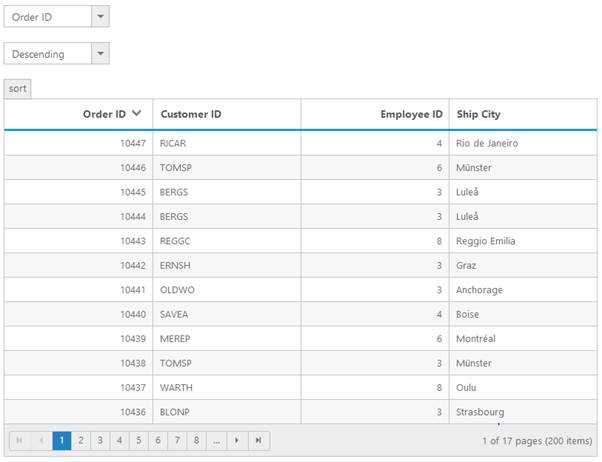 Order ID
Descending
sort
Order ID Customer ID Employee ID Ship City
10447 RICAR 4 Rio de Janeiro
10446 TOMSP 6 Münster
10445 BERGS 3 Luleå
10444 BERGS 3 Luleå
10443 REGGC 8 Reggio Emilia
10442 ERNSH 3 Graz
10441 OLDWO 3 Anchorage
10440 SAVEA 4 Boise
10439 MEREP 6 Montréal
10438 TOMSP 3 Münster
10437 WARTH 8 Oulu
10436 BLONP 3 Strasbourg
1 2 3 4 5 6 7 8 ... 1 of 17 pages (200 items)